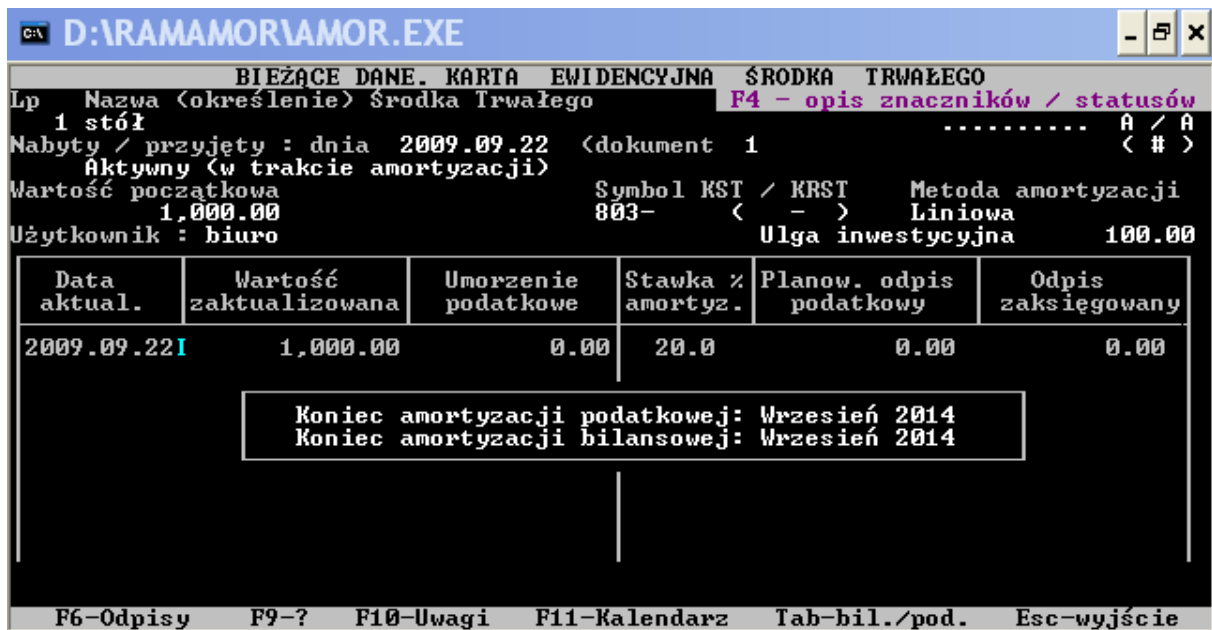 D:\RAMAMOR\AMOR.EXE
BIEŻĄCE DANE. KARTA EWIDENCYJNA ŚRODKA TRWAŁEGO
Lp Nazwa (określenie) Środka Trwałego F4 - opis znaczników / statusów
1 stół .......... A / A
Nabyty / przyjęty : dnia 2009.09.22 (dokument 1 ( # )
Aktywny (w trakcie amortyzacji)
Wartość początkowa Symbol KST / KRST Metoda amortyzacji
1,000.00 803- ( - ) Liniowa
Użytkownik : biuro Ulga inwestycyjna 100.00
Data Wartość Umorzenie Stawka % Planow. odpis Odpis
aktual. zaktualizowana podatkowe amortyz. podatkowy zaksięgowany
2009.09.22I 1,000.00 0.00 20.0 0.00 0.00
Koniec amortyzacji podatkowej: Wrzesień 2014
Koniec amortyzacji bilansowej: Wrzesień 2014
F6-Odpisy F9-? F10-Uwagi F11-Kalendarz Tab-bil./pod. Esc-wyjście